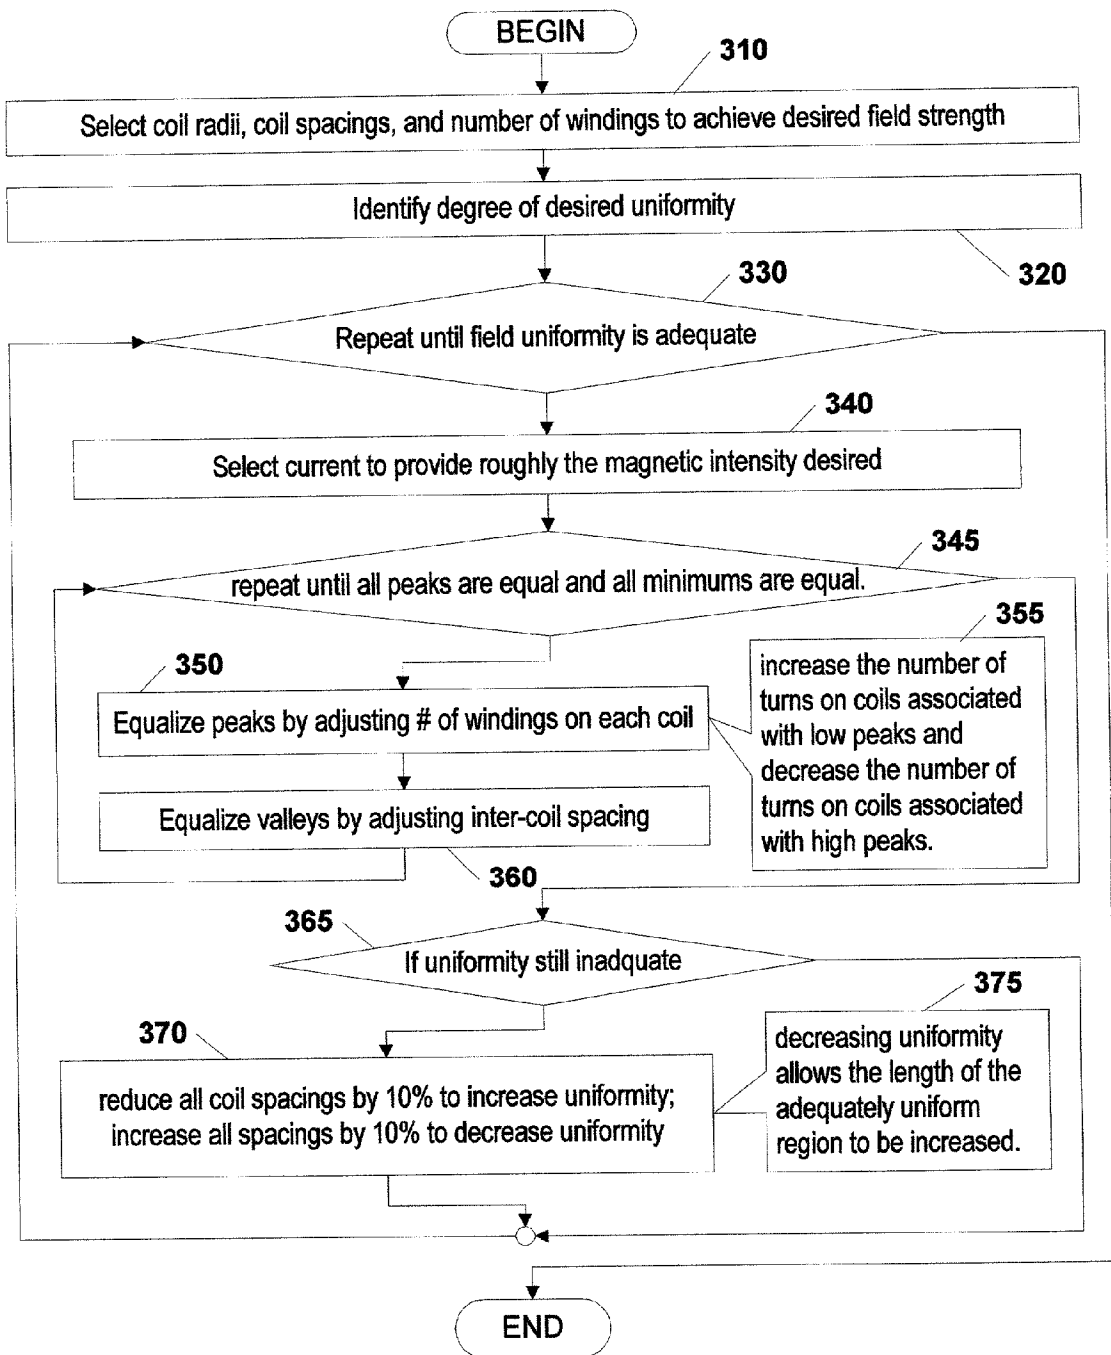 BEGIN
310
Select coil radii, coil spacings, and number of windings to achieve desired field strength
Identify degree of desired uniformity
320
330
Repeat until field uniformity is adequate
340
Select current to provide roughly the magnetic intensity desired
345
repeat until all peaks are equal and all minimums are equal.
355
350
increase the number of
turns on coils associated
with low peaks and
decrease the number of
turns on coils associated
with high peaks.
Equalize peaks by adjusting # of windings on each coil
Equalize valleys by adjusting inter-coil spacing
360
365
If uniformity still inadquate
375
370
decreasing uniformity
allows the length of the
adequately uniform
region to be increased.
reduce all coil spacings by 10% to increase uniformity;
increase all spacings by 10% to decrease uniformity
END